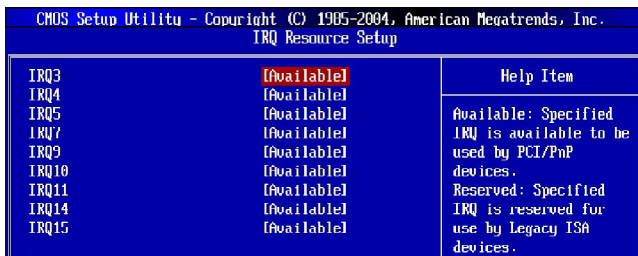 CMOS Setup Utility - Copyright (C) 1985-2004, American Megatrends, Inc.
IRQ Resource Setup
IRQ3 [Available]
IRQ4 [Available]
IRQ5 [Available]
IRQ7 [Available]
IRQ9 [Available]
IRQ10 [Available]
IRQ11 [Available]
IRQ14 [Available]
IRQ15 [Available]
Help Item
Available: Specified
IRQ is available to be
used by PCI/PnP
devices.
Reserved: Specified
IRQ is reserved for
use by Legacy ISA
devices.